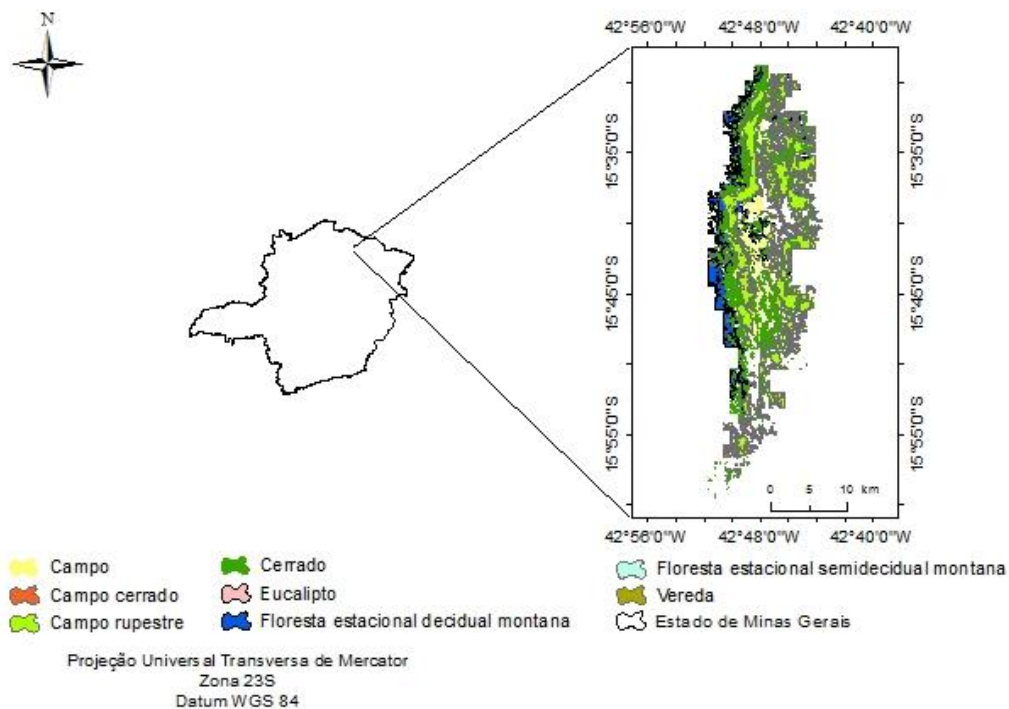 N
42°56'0"W 42°48'0"W 42°40'0"W
15°35'0"S 15°35'0"S
15°45'0"S 15°45'0"S
15°55'0"S 15°55'0"S
0 5 10 km
42°56'0"W 42°48'0"W 42°40'0"W
Campo
Campo cerrado
Campo rupestre
Cerrado
Eucalipto
Floresta estacional decidual montana
Floresta estacional semidecidual montana
Vereda
Estado de Minas Gerais
Projeção Universal Transversa de Mercator
Zona 23S
Datum WGS 84